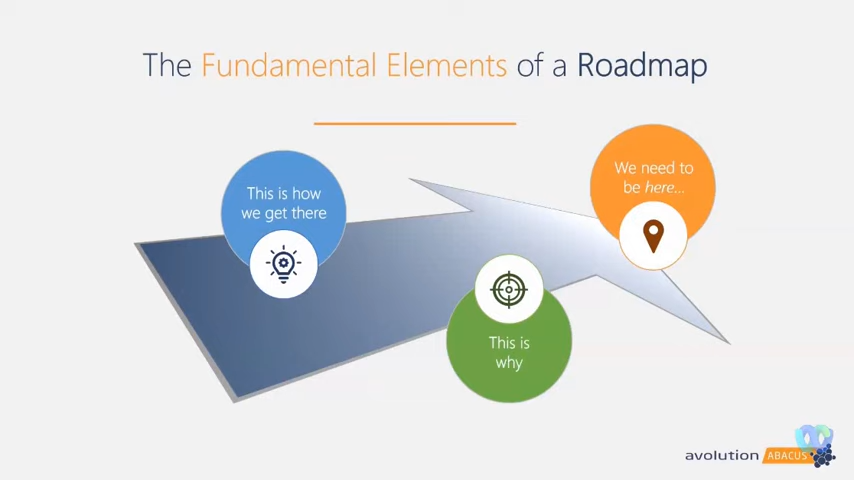 The Fundamental Elements of a Roadmap
This is how
we get there
We need to
be here...
This is
why
avolution ABACUS